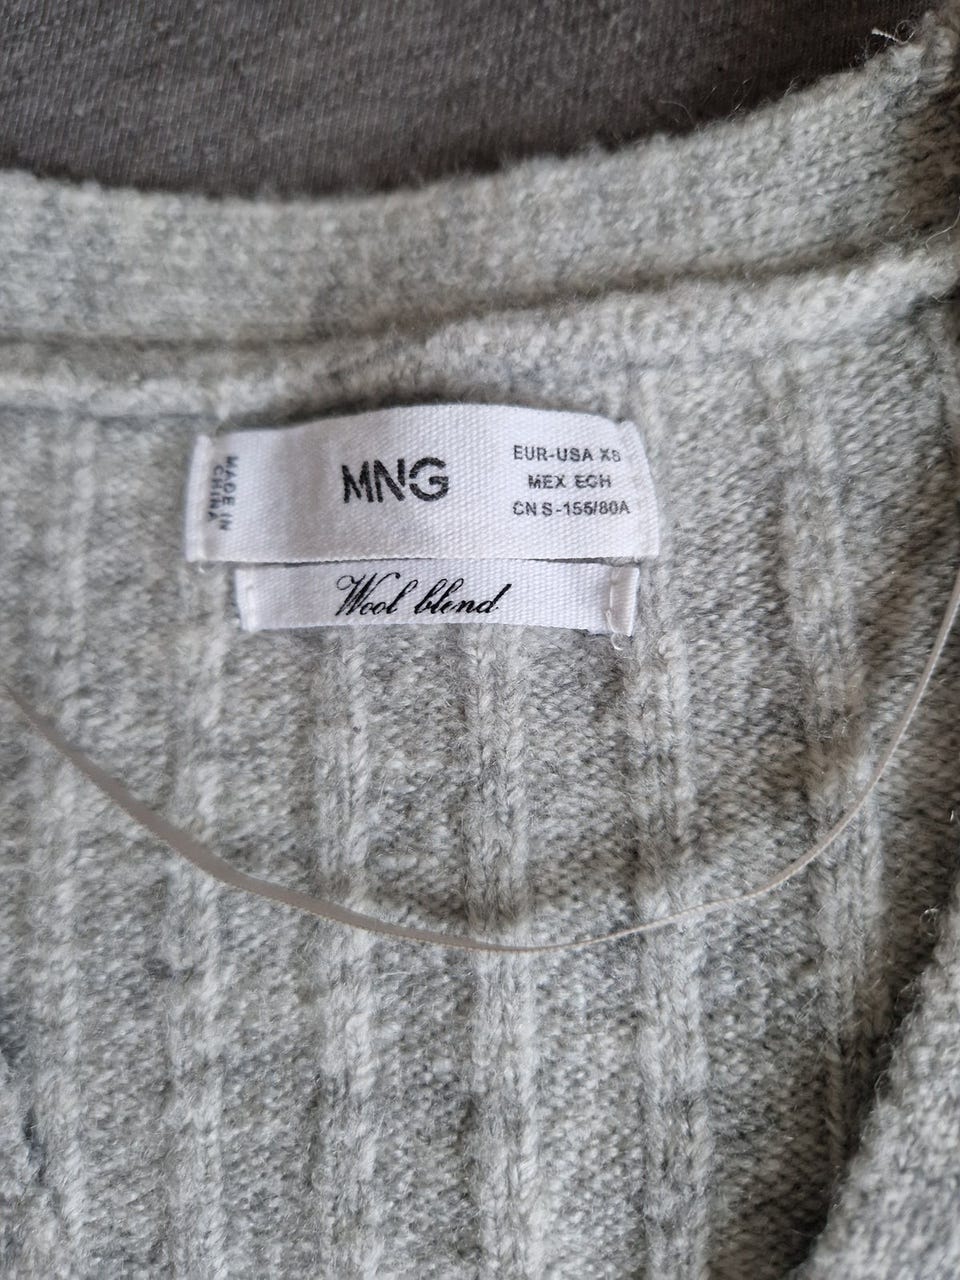 MADE IN
CHINA
MNG
EUR-USA XS
MEX ECH
CN S-155/80A
Wool blend